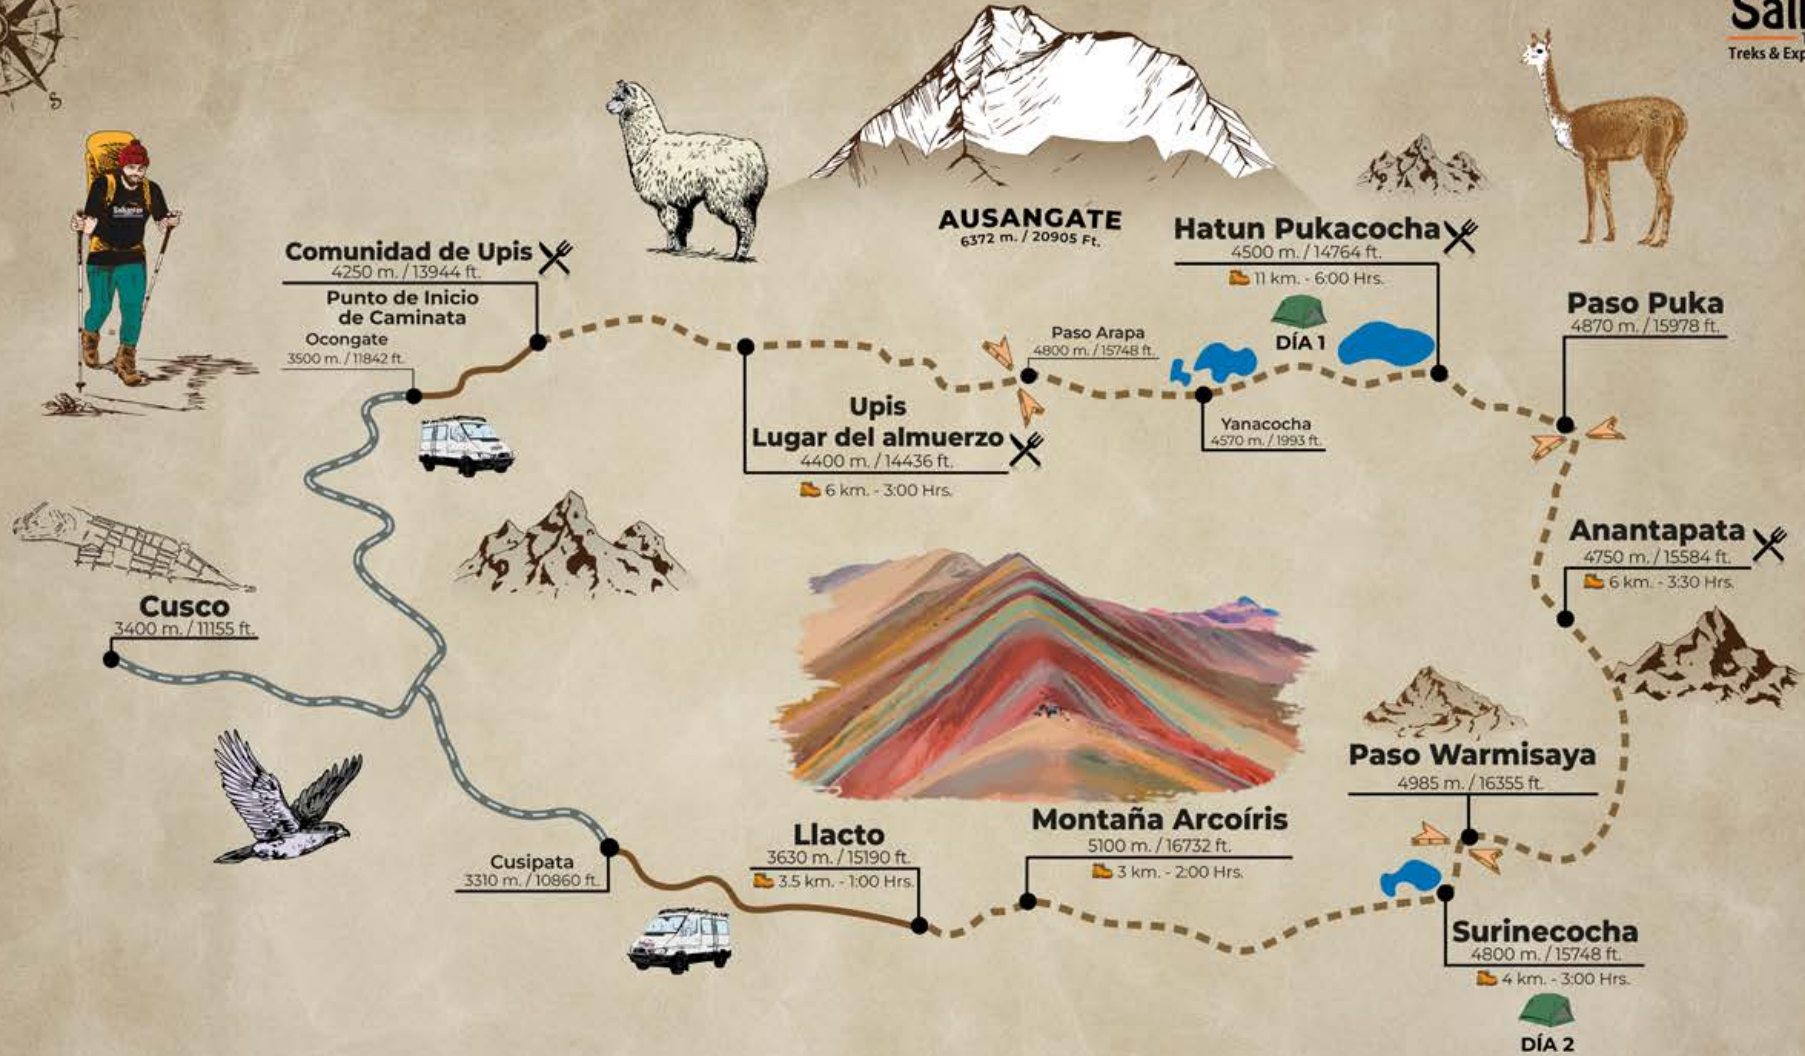 S
Treks & Exp
AUSANGATE
6372 m. / 20905 Ft.
Comunidad de Upis
4250 m. / 13944 ft.
Punto de Inicio
de Caminata
Ocongate
3500 m. / 11842 ft.
Upis
Lugar del almuerzo
4400 m. / 14436 ft.
6 km. - 3:00 Hrs.
Paso Arapa
4800 m. / 15748 ft.
Yanacocha
4570 m. / 1993 ft.
DÍA 1
Hatun Pukacocha
4500 m. / 14764 ft.
11 km. - 6:00 Hrs.
Paso Puka
4870 m. / 15978 ft.
Anantapata
4750 m. / 15584 ft.
6 km. - 3:30 Hrs.
Paso Warmisaya
4985 m. / 16355 ft.
Surinecocha
4800 m. / 15748 ft.
4 km. - 3:00 Hrs.
DÍA 2
Montaña Arcoíris
5100 m. / 16732 ft.
3 km. - 2:00 Hrs.
Llacto
3630 m. / 15190 ft.
3.5 km. - 1:00 Hrs.
Cusipata
3310 m. / 10860 ft.
Cusco
3400 m. / 11155 ft.